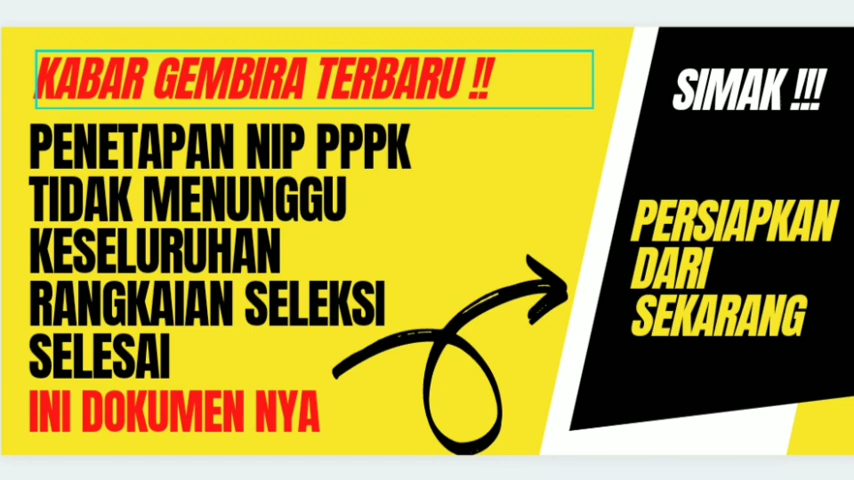 KABAR GEMBIRA TERBARU !!
PENETAPAN NIP PPPK
TIDAK MENUNGGU
KESELURUHAN
RANGKAIAN SELEKSI
SELESAI
INI DOKUMEN NYA
SIMAK !!!
PERSIAPKAN
DARI
SEKARANG